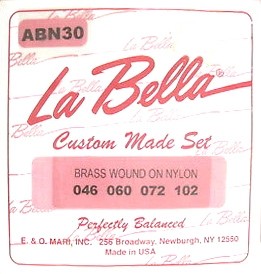 ABN30
La Bella®
Custom Made Set
BRASS WOUND ON NYLON
046 060 072 102
Perfectly Balanced
E. & O. MARI, INC. 256 Broadway, Newburgh, NY 12550
Made in USA